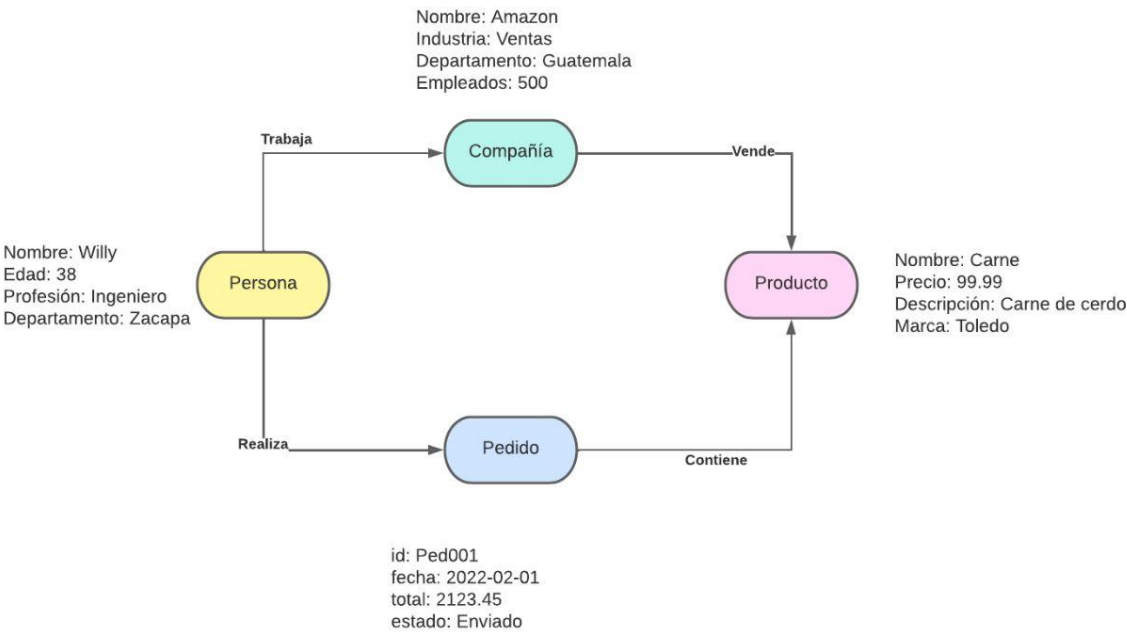 Nombre: Amazon
Industria: Ventas
Departamento: Guatemala
Empleados: 500
Trabaja
Compañía
Vende
Nombre: Willy
Edad: 38
Profesión: Ingeniero
Departamento: Zacapa
Persona
Producto
Nombre: Carne
Precio: 99.99
Descripción: Carne de cerdo
Marca: Toledo
Realiza
Pedido
Contiene
id: Ped001
fecha: 2022-02-01
total: 2123.45
estado: Enviado